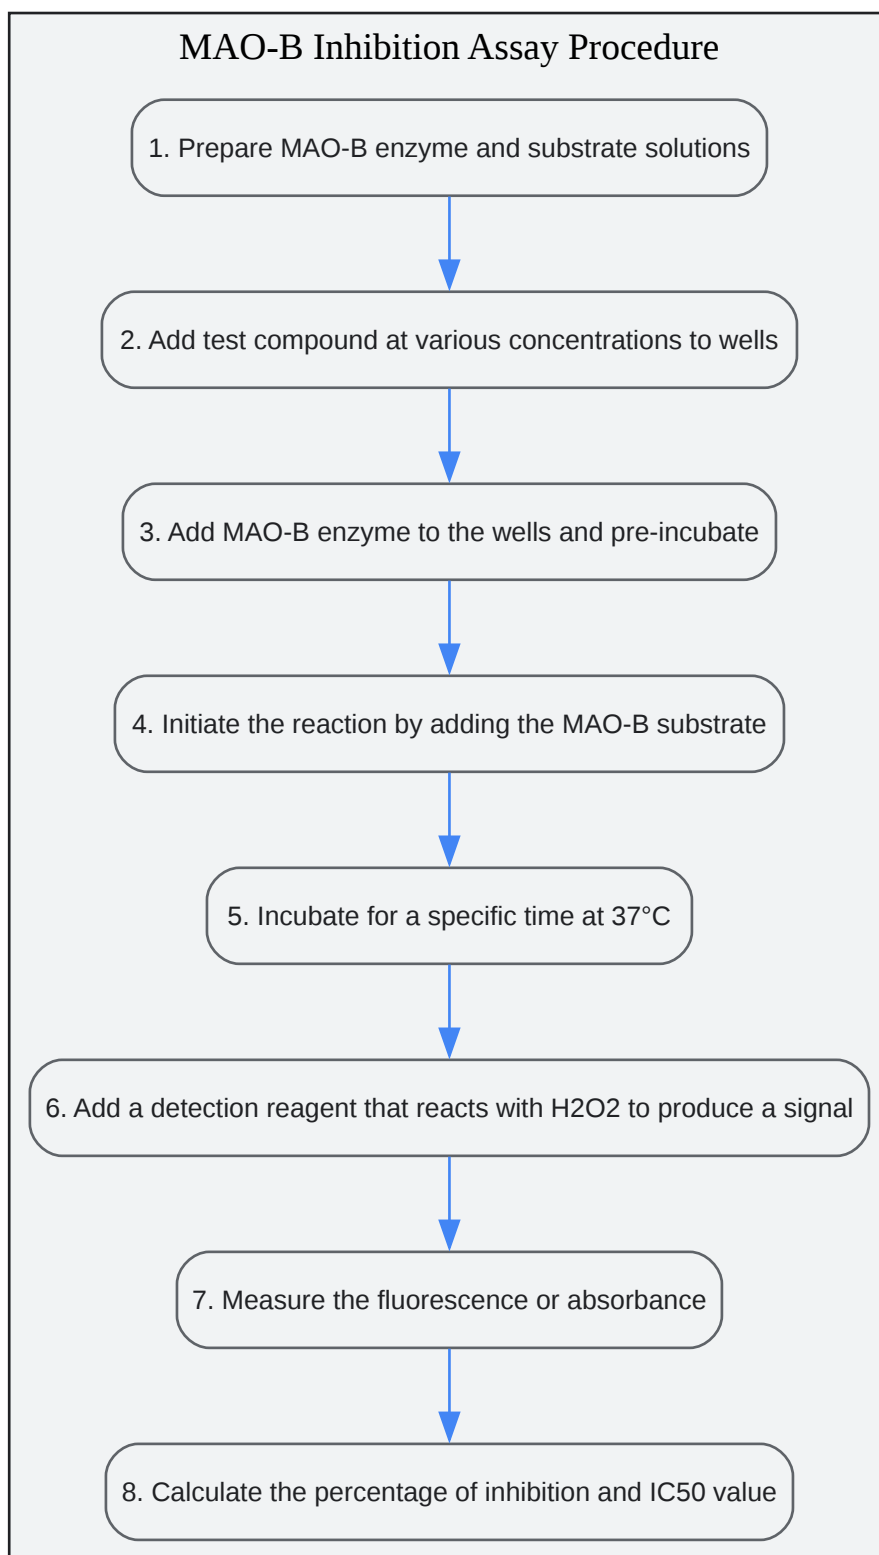 MAO-B Inhibition Assay Procedure
1. Prepare MAO-B enzyme and substrate solutions
2. Add test compound at various concentrations to wells
3. Add MAO-B enzyme to the wells and pre-incubate
4. Initiate the reaction by adding the MAO-B substrate
5. Incubate for a specific time at 37°C
6. Add a detection reagent that reacts with H2O2 to produce a signal
7. Measure the fluorescence or absorbance
8. Calculate the percentage of inhibition and IC50 value